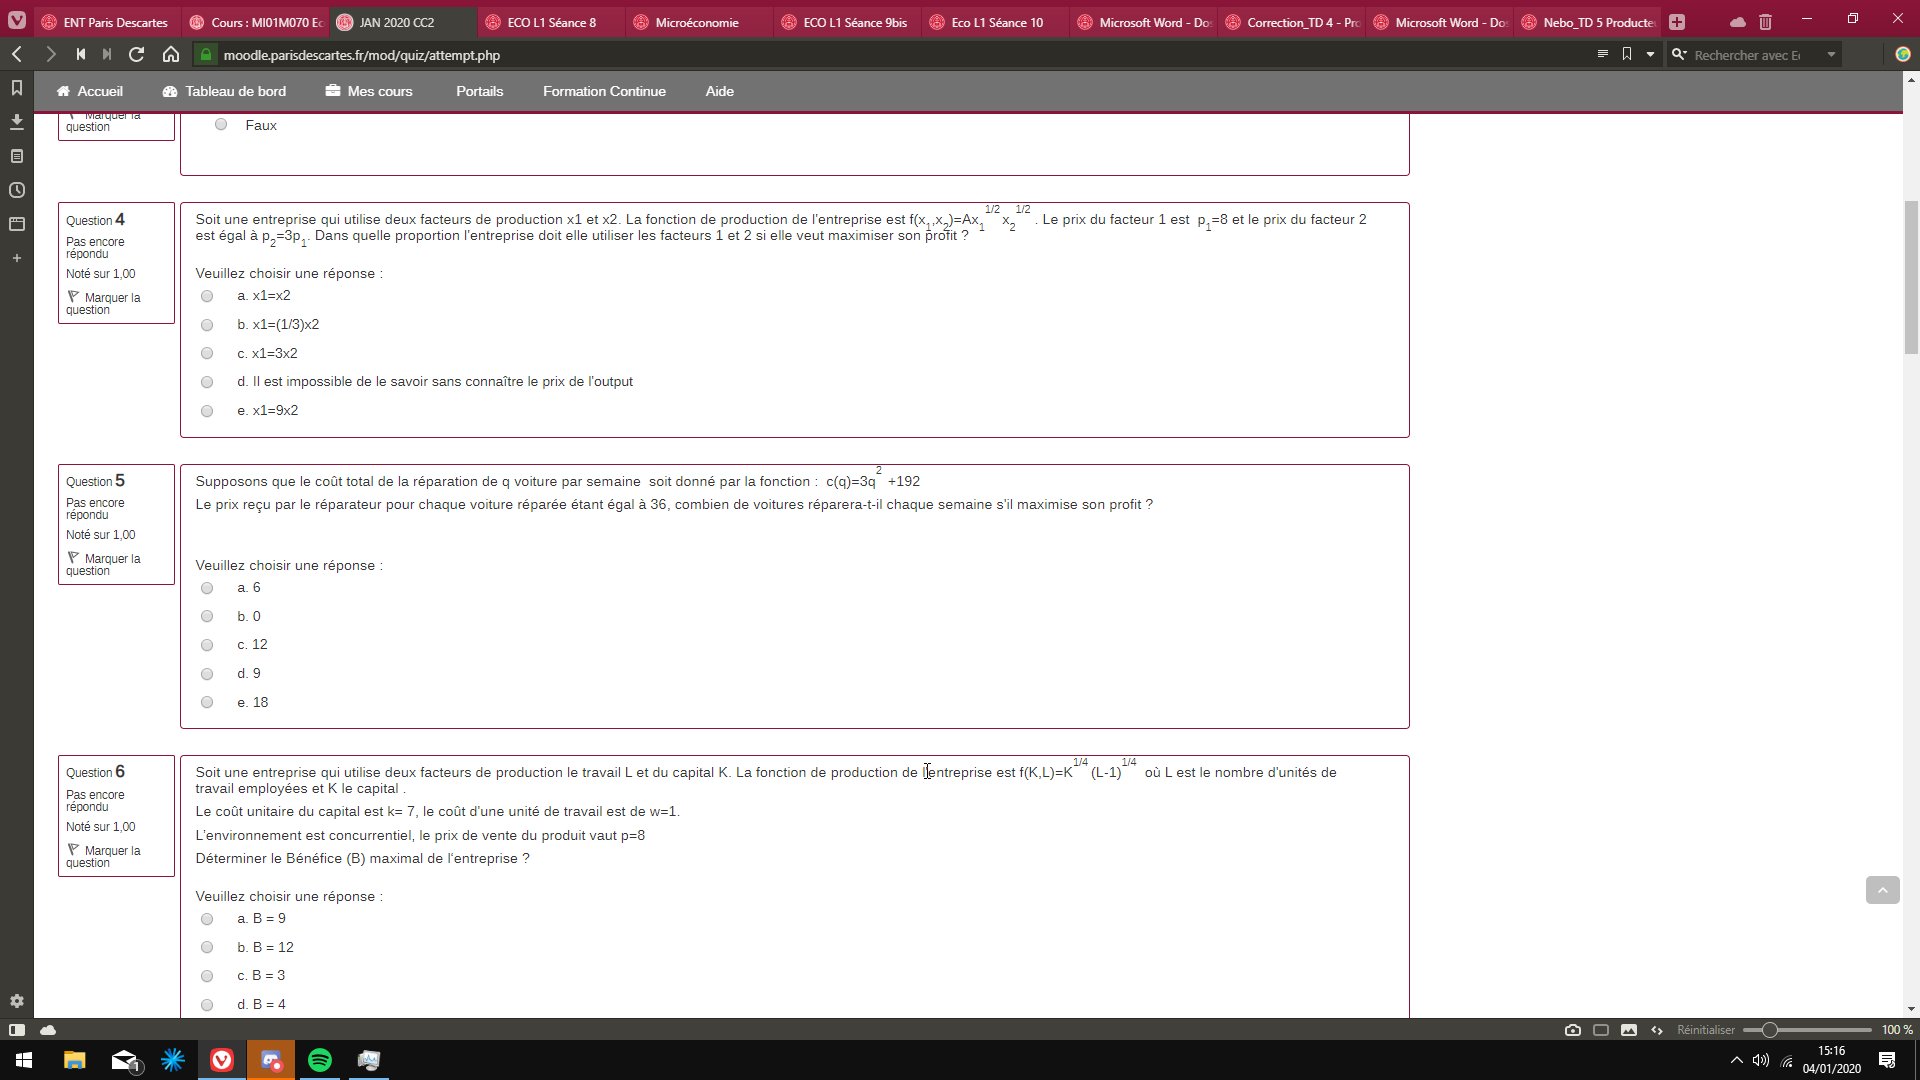 ENT Paris Descartes
Cours : MI01M070 Ec
JAN 2020 CC2
ECO L1 Séance 8
Microéconomie
ECO L1 Séance 9bis
Eco L1 Séance 10
Microsoft Word - Do
Correction_TD 4 - Pro
Microsoft Word - Do
Nebo_TD 5 Producte
moodle.parisdescartes.fr/mod/quiz/attempt.php
Rechercher avec E
Accueil
Tableau de bord
Mes cours
Portails
Formation Continue
Aide
Marquer la
question
Faux
Question 4
Pas encore
répondu
Noté sur 1,00
Marquer la
question
Soit une entreprise qui utilise deux facteurs de production x1 et x2. La fonction de production de l'entreprise est f(x₁,x₂)=Ax₁^1/2 x₂^1/2 . Le prix du facteur 1 est p₁=8 et le prix du facteur 2
est égal à p₂=3p₁. Dans quelle proportion l'entreprise doit elle utiliser les facteurs 1 et 2 si elle veut maximiser son profit ?
Veuillez choisir une réponse :
a. x1=x2
b. x1=(1/3)x2
c. x1=3x2
d. Il est impossible de le savoir sans connaître le prix de l'output
e. x1=9x2
Question 5
Pas encore
répondu
Noté sur 1,00
Marquer la
question
Supposons que le coût total de la réparation de q voiture par semaine soit donné par la fonction : c(q)=3q² +192
Le prix reçu par le réparateur pour chaque voiture réparée étant égal à 36, combien de voitures réparera-t-il chaque semaine s'il maximise son profit ?
Veuillez choisir une réponse :
a. 6
b. 0
c. 12
d. 9
e. 18
Question 6
Pas encore
répondu
Noté sur 1,00
Marquer la
question
Soit une entreprise qui utilise deux facteurs de production le travail L et du capital K. La fonction de production de l'entreprise est f(K,L)=K^1/4 (L-1)^1/4 où L est le nombre d'unités de
travail employées et K le capital .
Le coût unitaire du capital est k= 7, le coût d'une unité de travail est de w=1.
L'environnement est concurrentiel, le prix de vente du produit vaut p=8
Déterminer le Bénéfice (B) maximal de l'entreprise ?
Veuillez choisir une réponse :
a. B = 9
b. B = 12
c. B = 3
d. B = 4
Réinitialiser
100 %
1
15:16
04/01/2020